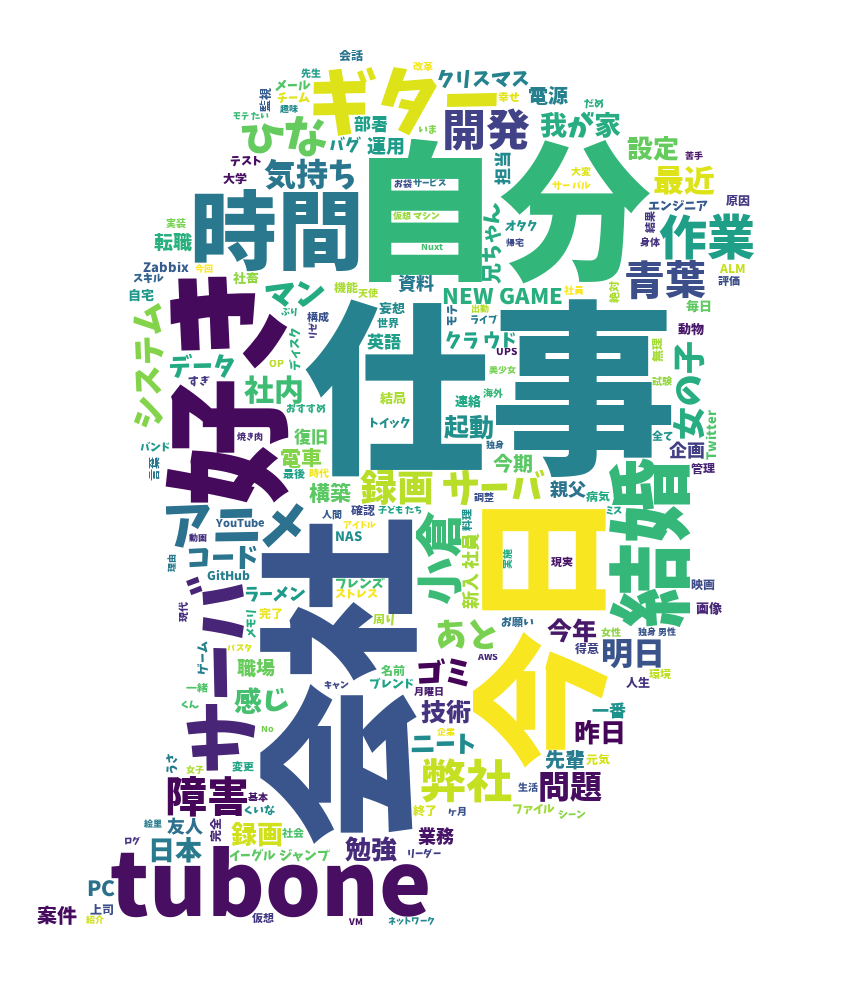 会話
改革
先生
クリスマス
メール
チーム
監視
趣味
ギター
幸せ
電源
だめ
モテたい
ひな
部署
いま
開発
我が家
バグ
運用
設定
苦手
テスト
気持ち
自分
担当
大変
サーバル
最近
大学
お袋
サービス
エンジニア
原因
時間
仮想マシン
兄ちゃん
オタク
結果
作業
実装
転職
Nuxt
帰宅
身体
Zabbix
今回
青葉
ALM
スキル
社畜
資料
評価
自宅
マン
機能
天使
NEW GAME
社員
絶対
毎日
好き
ぶり
構成
妄想
モテ
出勤
システム
リゼ
世界
ライブ
動物
ディスク
英語
クラウド
仕事
無理
女の子
データ
OP
UPS
すぎ
社内
美少女
試験
結局
連絡
海外
おすすめ
トイック
起動
Twitter
焼き肉
復旧
独身
全て
企画
バンド
電車
今期
管理
言葉
最後
時代
録画
サーバ
親父
病気
構築
調整
結婚
アニメ
人間
確認
子どもたち
料理
ミス
YouTube
アイドル
小倉
今日
動画
NAS
コード
会社
新入社員
実施
現実
理由
GitHub
フレンズ
映画
ラーメン
ストレス
現代
サーバー
メモリ
完了
周り
お願い
今年
女性
独身男性
画像
あと
得意
明日
ゲーム
パスタ
職場
名前
ゴミ
AWS
環境
一緒
ブレンド
月曜日
人生
くん
感じ
キャン
技術
一番
No
企業
昨日
ニート
うさ
女子
変更
先輩
元気
障害
基本
弊社
生活
問題
くいな
終了
ヶ月
ファイル
シーン
絵里
友人
完全
録画
社会
業務
ログ
日本
イーグルジャンプ
勉強
リーダー
tubone
PC
案件
上司
紹介
仮想
VM
ネットワーク